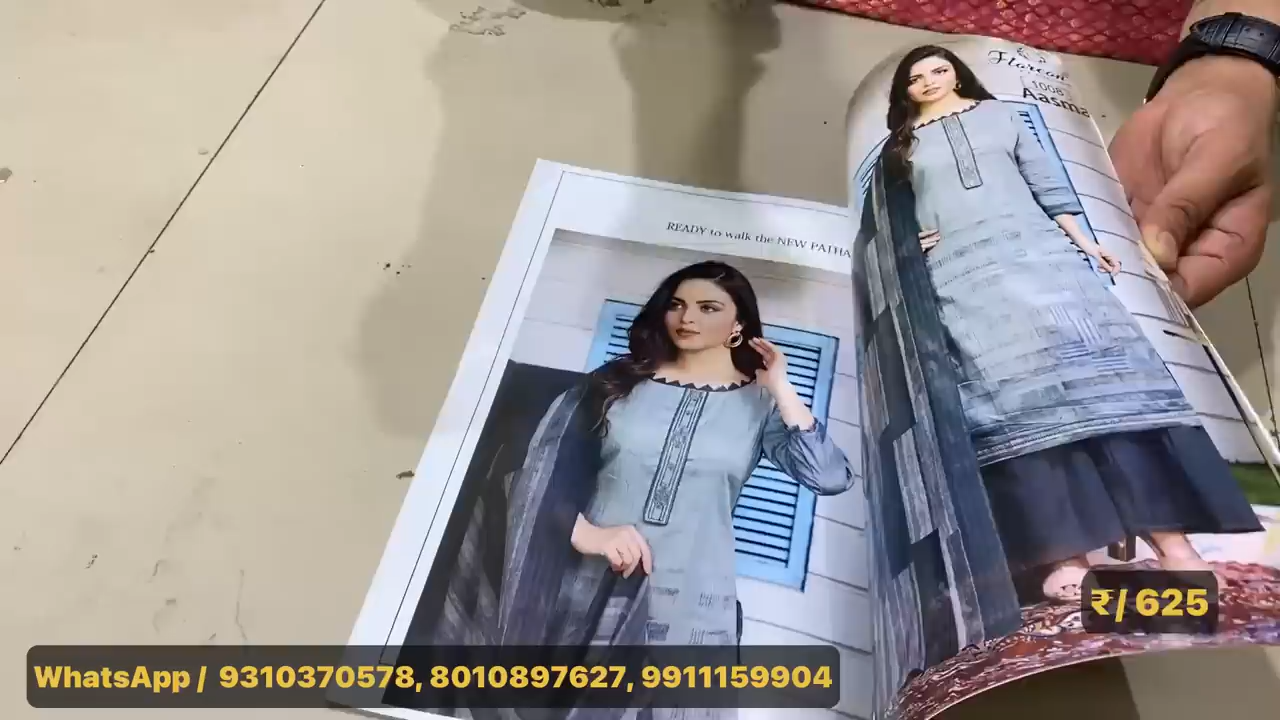 READY to walk the NEW PATHA
Floreon
1008
Aasma
₹/ 625
WhatsApp / 9310370578, 8010897627, 9911159904